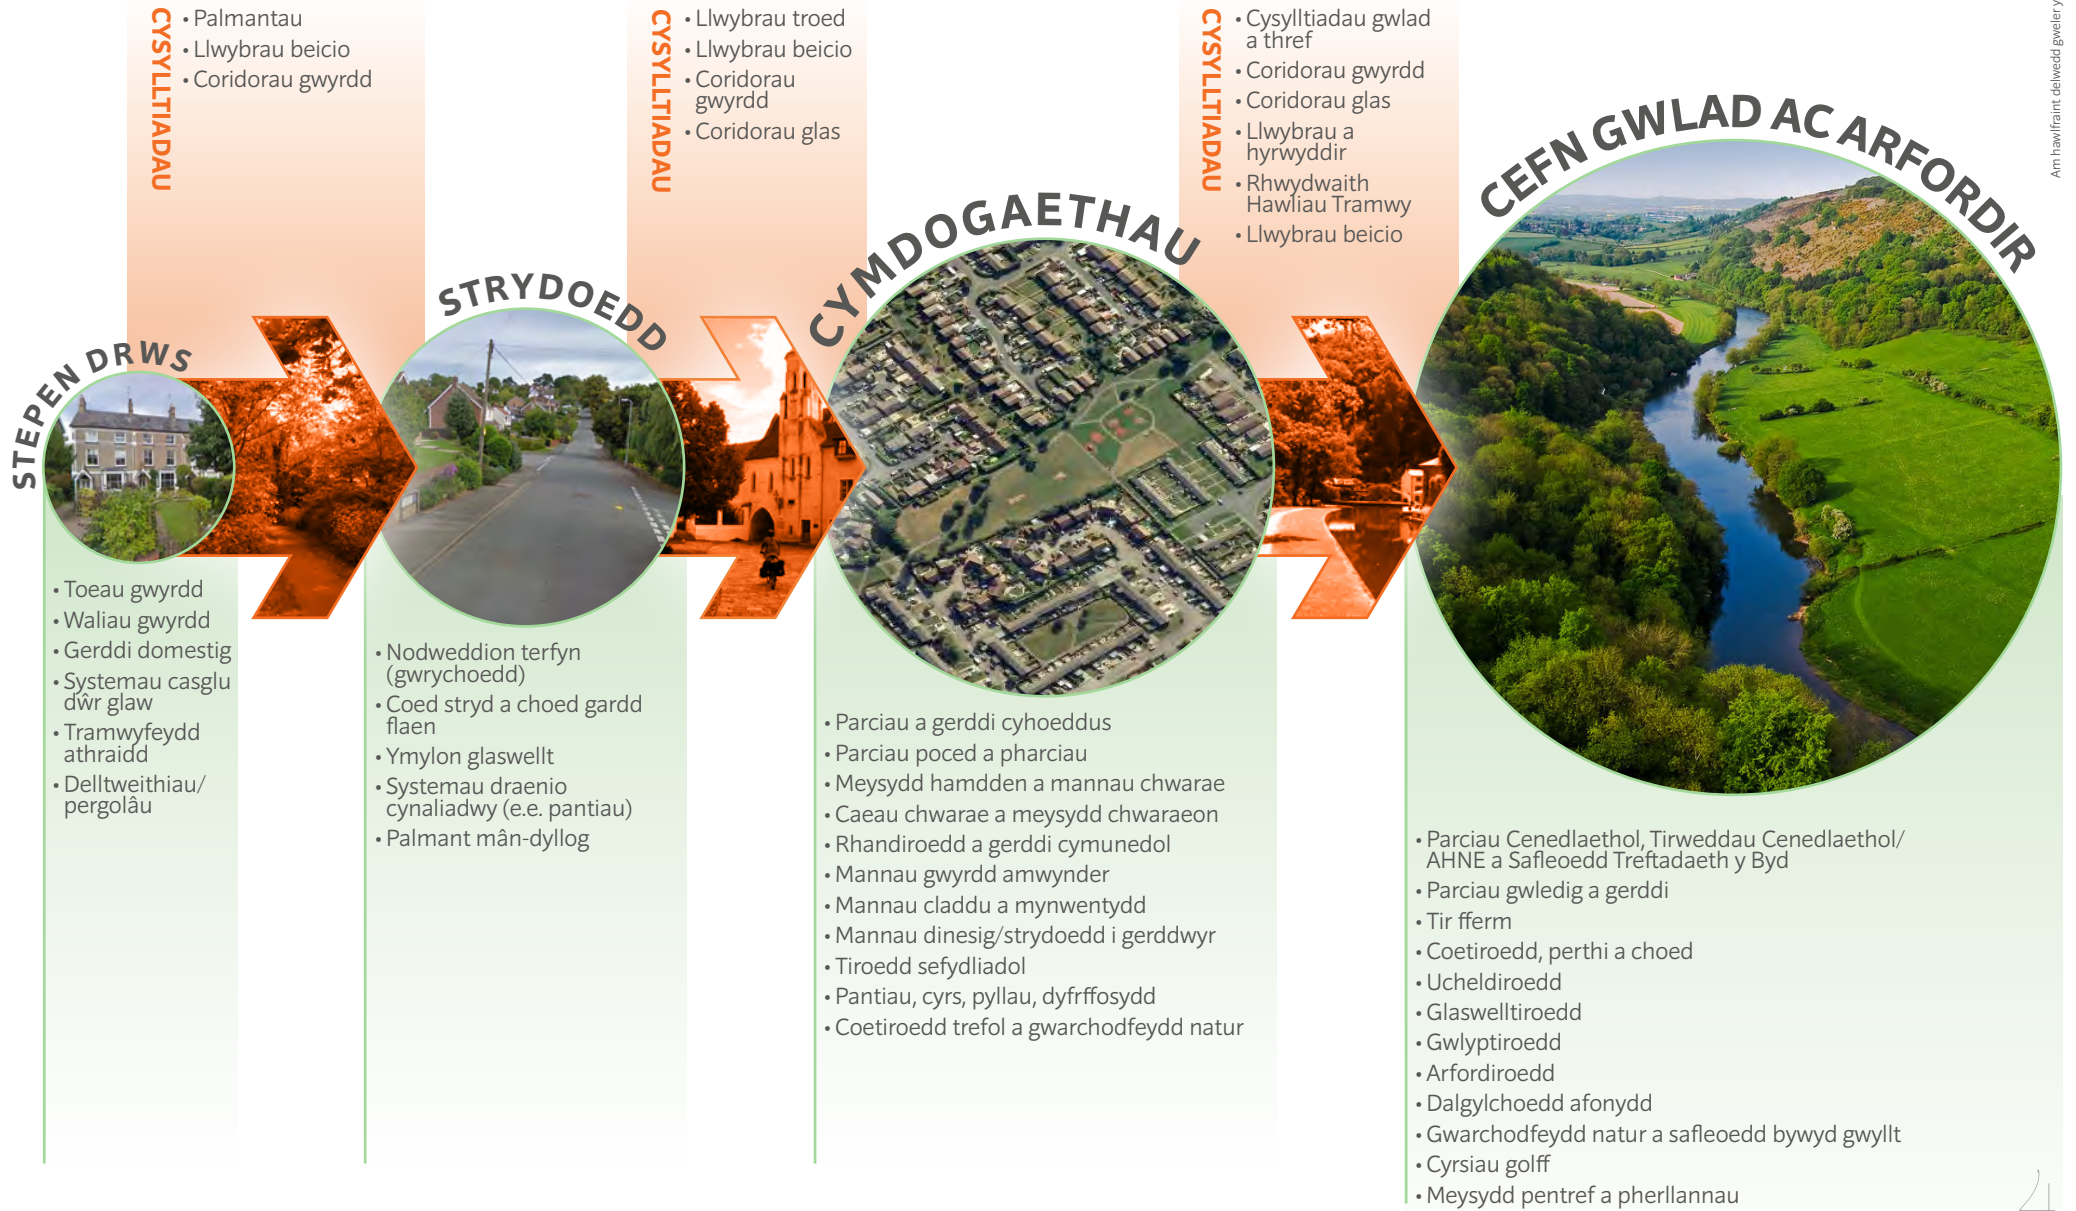 CYSYLLTIADAU
• Palmantau
• Llwybrau beicio
• Coridorau gwyrdd
CYSYLLTIADAU
• Llwybrau troed
• Llwybrau beicio
• Coridorau
gwyrdd
• Coridorau glas
CYSYLLTIADAU
• Cysylltiadau gwlad
a thref
• Coridorau gwyrdd
• Coridorau glas
• Llwybrau a
hyrwyddir
• Rhwydwaith
Hawliau Tramwy
• Llwybrau beicio
Am hawlfraint delwedd gweler y
STEPEN DRWS
• Toeau gwyrdd
• Waliau gwyrdd
• Gerddi domestig
• Systemau casglu
dŵr glaw
• Tramwyfeydd
athraidd
• Delltweithiau/
pergolâu
STRYDOEDD
• Nodweddion terfyn
(gwrychoedd)
• Coed stryd a choed gardd
flaen
• Ymylon glaswellt
• Systemau draenio
cynaliadwy (e.e. pantiau)
• Palmant mân-dyllog
CYMDOGAETHAU
• Parciau a gerddi cyhoeddus
• Parciau poced a pharciau
• Meysydd hamdden a mannau chwarae
• Caeau chwarae a meysydd chwaraeon
• Rhandiroedd a gerddi cymunedol
• Mannau gwyrdd amwynder
• Mannau claddu a mynwentydd
• Mannau dinesig/strydoedd i gerddwyr
• Tiroedd sefydliadol
• Pantiau, cyrs, pyllau, dyfrffosydd
• Coetiroedd trefol a gwarchodfeydd natur
CEFN GWLAD AC ARFORDIR
• Parciau Cenedlaethol, Tirweddau Cenedlaethol/
AHNE a Safleoedd Treftadaeth y Byd
• Parciau gwledig a gerddi
• Tir fferm
• Coetiroedd, perthi a choed
• Ucheldiroedd
• Glaswelltiroedd
• Gwlyptiroedd
• Arfordiroedd
• Dalgylchoedd afonydd
• Gwarchodfeydd natur a safleoedd bywyd gwyllt
• Cyrsiau golff
• Meysydd pentref a pherllannau